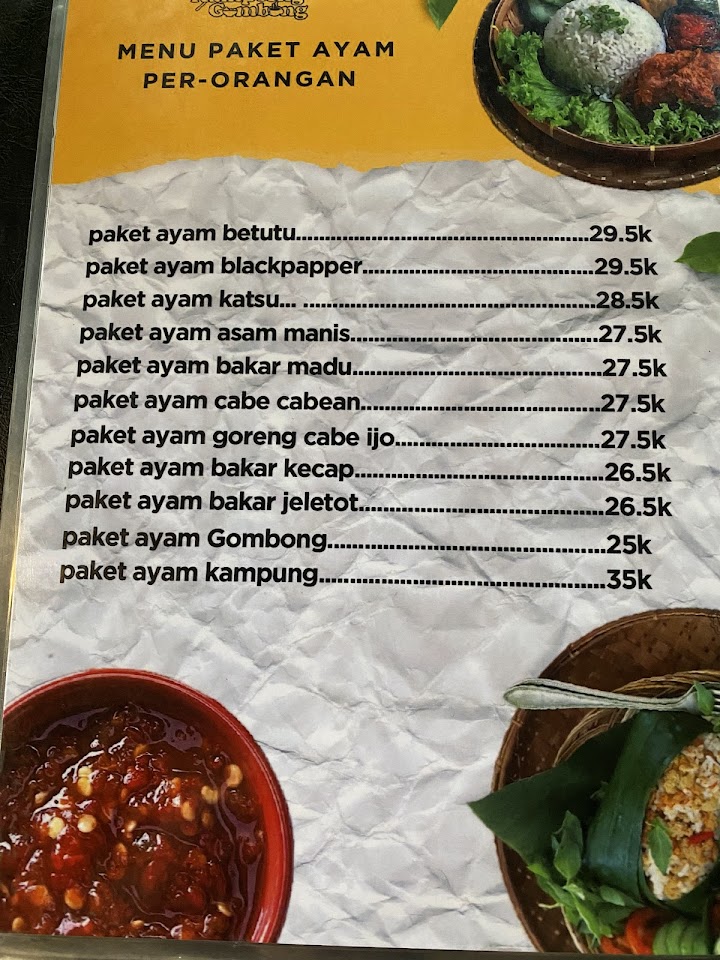 Gombong
MENU PAKET AYAM
PER-ORANGAN
paket ayam betutu..................................................29.5k
paket ayam blackpapper.......................................29.5k
paket ayam katsu... ..................................................28.5k
paket ayam asam manis..........................................27.5k
paket ayam bakar madu..........................................27.5k
paket ayam cabe cabean.........................................27.5k
paket ayam goreng cabe ijo...................................27.5k
paket ayam bakar kecap..........................................26.5k
paket ayam bakar jeletot.........................................26.5k
paket ayam Gombong..............................................25k
paket ayam kampung................................................35k